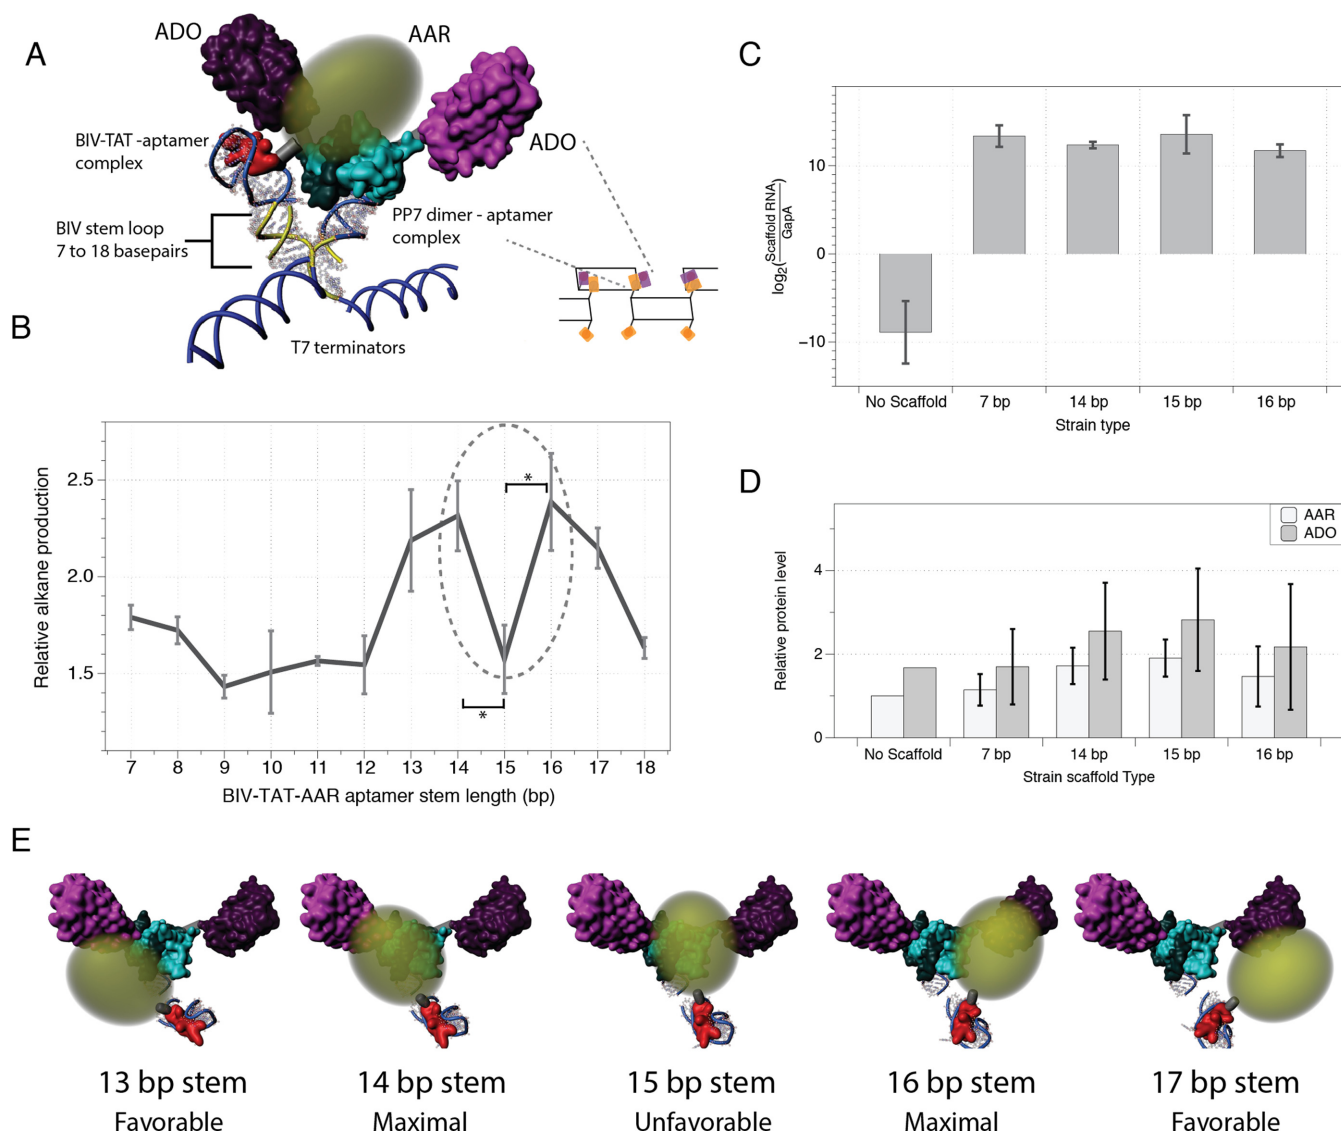 A
ADO
AAR
ADO
BIV-TAT -aptamer
complex
BIV stem loop
7 to 18 basepairs
PP7 dimer - aptamer
complex
T7 terminators
B
Relative alkane production
2.5
2.0
1.5
*
*
7 8 9 10 11 12 13 14 15 16 17 18
BIV-TAT-AAR aptamer stem length (bp)
C
log2(Scaffold RNA/GapA)
10
0
−10
No Scaffold 7 bp 14 bp 15 bp 16 bp
Strain type
D
Relative protein level
4
2
0
AAR
ADO
No Scaffold 7 bp 14 bp 15 bp 16 bp
Strain scaffold Type
E
13 bp stem 14 bp stem 15 bp stem 16 bp stem 17 bp stem
Favorable Maximal Unfavorable Maximal Favorable